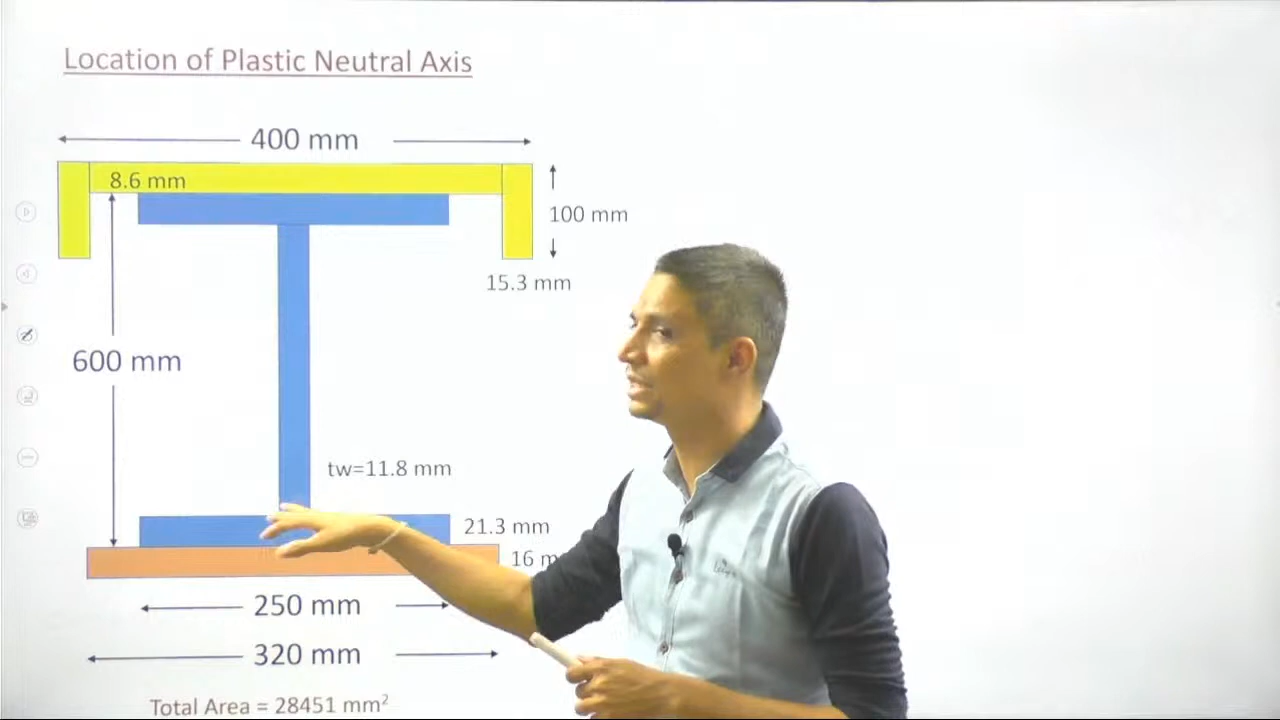 Location of Plastic Neutral Axis
400 mm
8.6 mm
100 mm
15.3 mm
600 mm
tw=11.8 mm
21.3 mm
16
250 mm
320 mm
Total Area = 28451 mm²